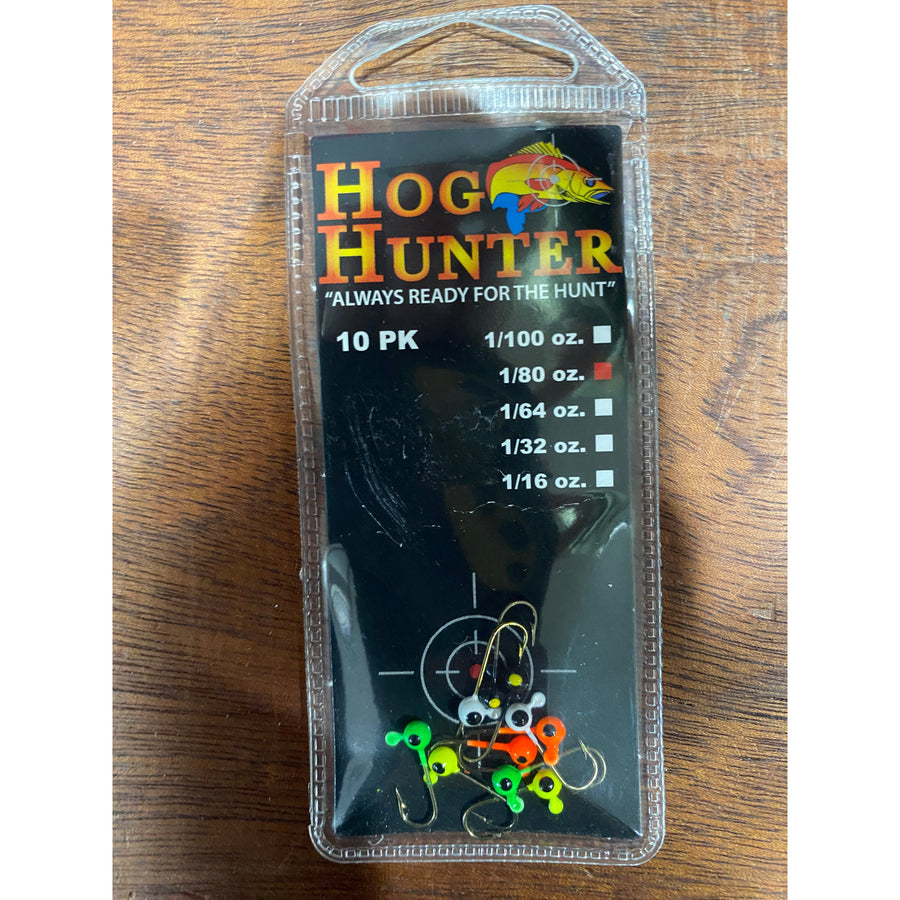 HOG
HUNTER
“ALWAYS READY FOR THE HUNT”
10 PK
1/100 oz.
1/80 oz.
1/64 oz.
1/32 oz.
1/16 oz.